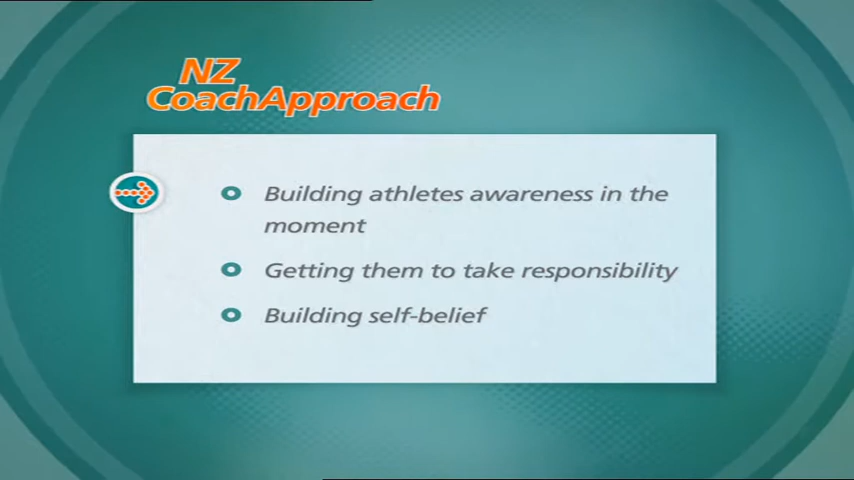 NZ
CoachApproach
Building athletes awareness in the
moment
Getting them to take responsibility
Building self-belief